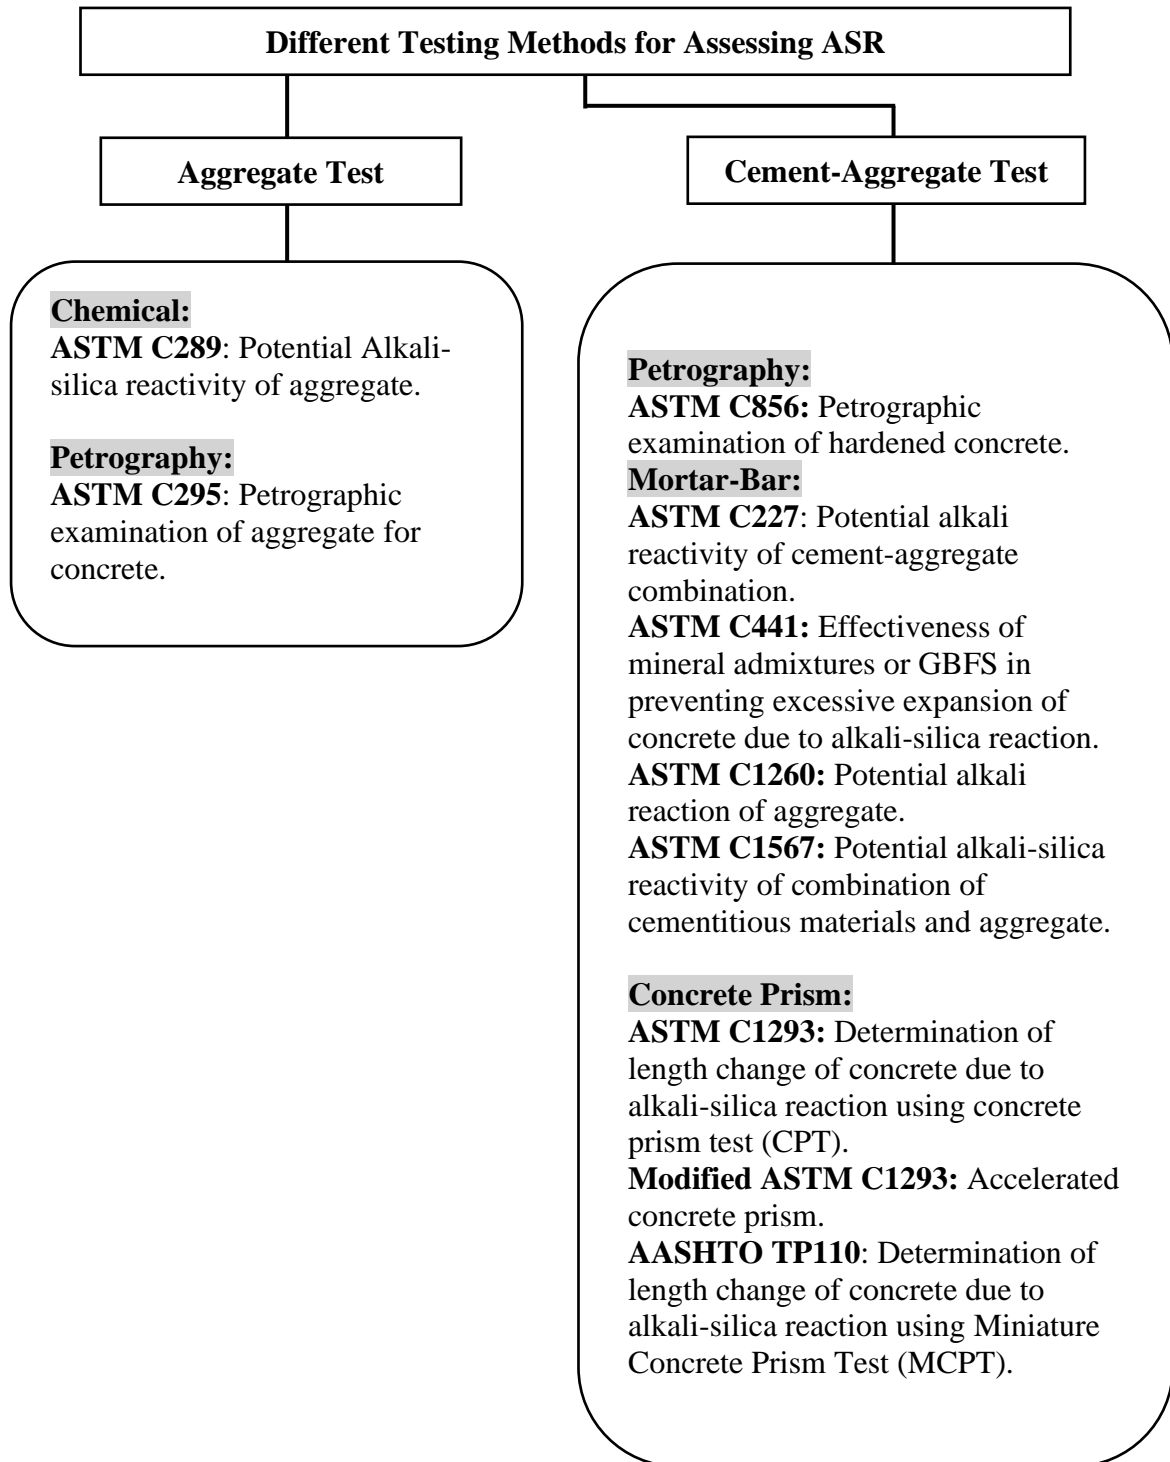 Different Testing Methods for Assessing ASR
Aggregate Test
Chemical:
ASTM C289: Potential Alkali-
silica reactivity of aggregate.
Petrography:
ASTM C295: Petrographic
examination of aggregate for
concrete.
Cement-Aggregate Test
Petrography:
ASTM C856: Petrographic
examination of hardened concrete.
Mortar-Bar:
ASTM C227: Potential alkali
reactivity of cement-aggregate
combination.
ASTM C441: Effectiveness of
mineral admixtures or GBFS in
preventing excessive expansion of
concrete due to alkali-silica reaction.
ASTM C1260: Potential alkali
reaction of aggregate.
ASTM C1567: Potential alkali-silica
reactivity of combination of
cementitious materials and aggregate.
Concrete Prism:
ASTM C1293: Determination of
length change of concrete due to
alkali-silica reaction using concrete
prism test (CPT).
Modified ASTM C1293: Accelerated
concrete prism.
AASHTO TP110: Determination of
length change of concrete due to
alkali-silica reaction using Miniature
Concrete Prism Test (MCPT).